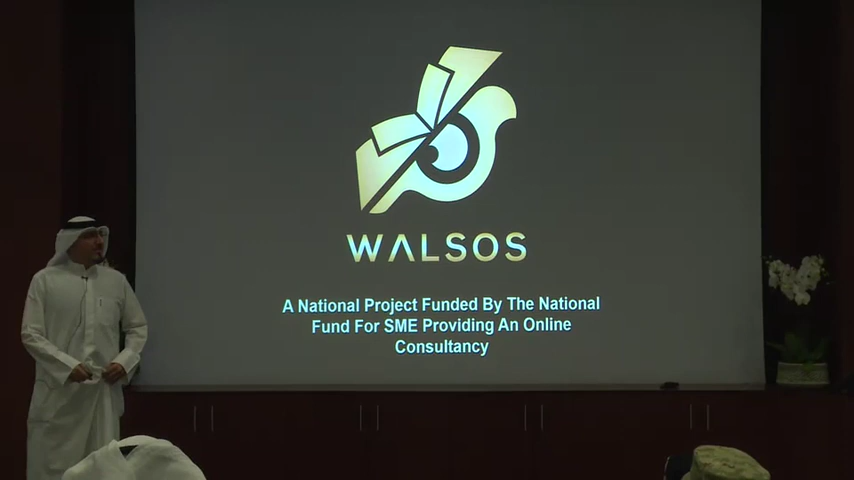 WALSOS
A National Project Funded By The National
Fund For SME Providing An Online
Consultancy